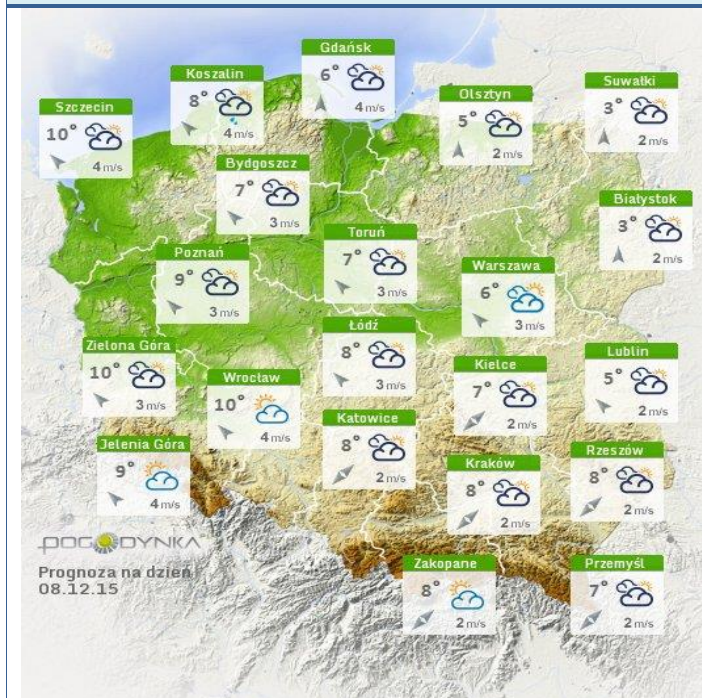 Gdańsk
6°
4 m/s
Koszalin
8°
4 m/s
Szczecin
10°
4 m/s
Olsztyn
5°
2 m/s
Suwałki
3°
2 m/s
Bydgoszcz
7°
3 m/s
Białystok
3°
2 m/s
Toruń
7°
3 m/s
Poznań
9°
3 m/s
Warszawa
6°
3 m/s
Łódź
8°
3 m/s
Zielona Góra
10°
3 m/s
Wrocław
10°
4 m/s
Kielce
7°
2 m/s
Lublin
5°
2 m/s
Katowice
8°
2 m/s
Jelenia Góra
9°
4 m/s
Kraków
8°
2 m/s
Rzeszów
8°
2 m/s
POGODYNKA
Prognoza na dzień
08.12.15
Zakopane
8°
2 m/s
Przemyśl
7°
2 m/s